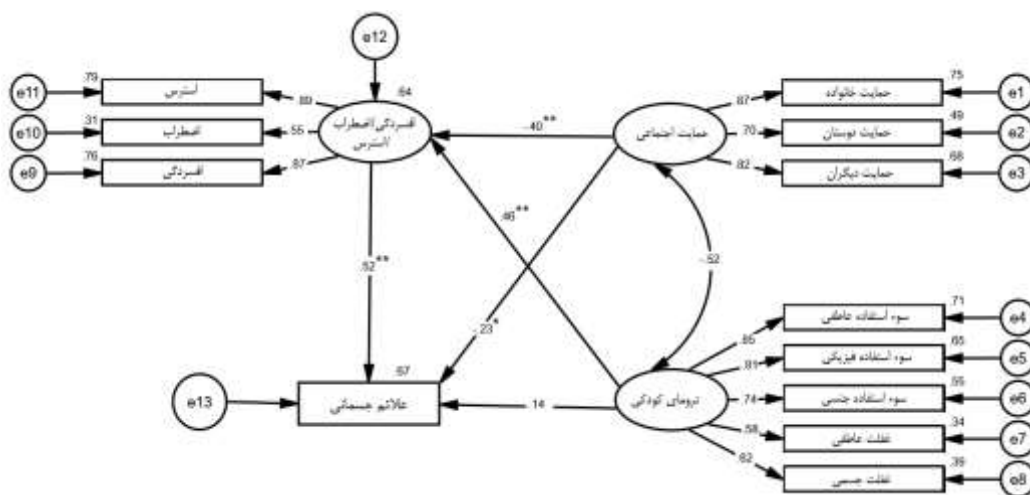 e12
.79
.64
.75
e11
استرس
.89
.87
حمایت خانواده
e1
.31
.49
e10
اضطراب
.55
افسردگی/اضطراب
/استرس
-.40**
حمایت اجتماعی
.70
حمایت دوستان
e2
.76
.68
e9
افسردگی
.87
.82
حمایت دیگران
e3
.46**
.52**
-.52
-.23*
.71
سوء استفاده عاطفی
e4
.85
.65
.81
سوء استفاده فیزیکی
e5
.67
.55
e13
علائم جسمانی
.14
ترومای کودکی
.74
سوء استفاده جنسی
e6
.34
.58
غفلت عاطفی
e7
.39
.62
غفلت جسمی
e8